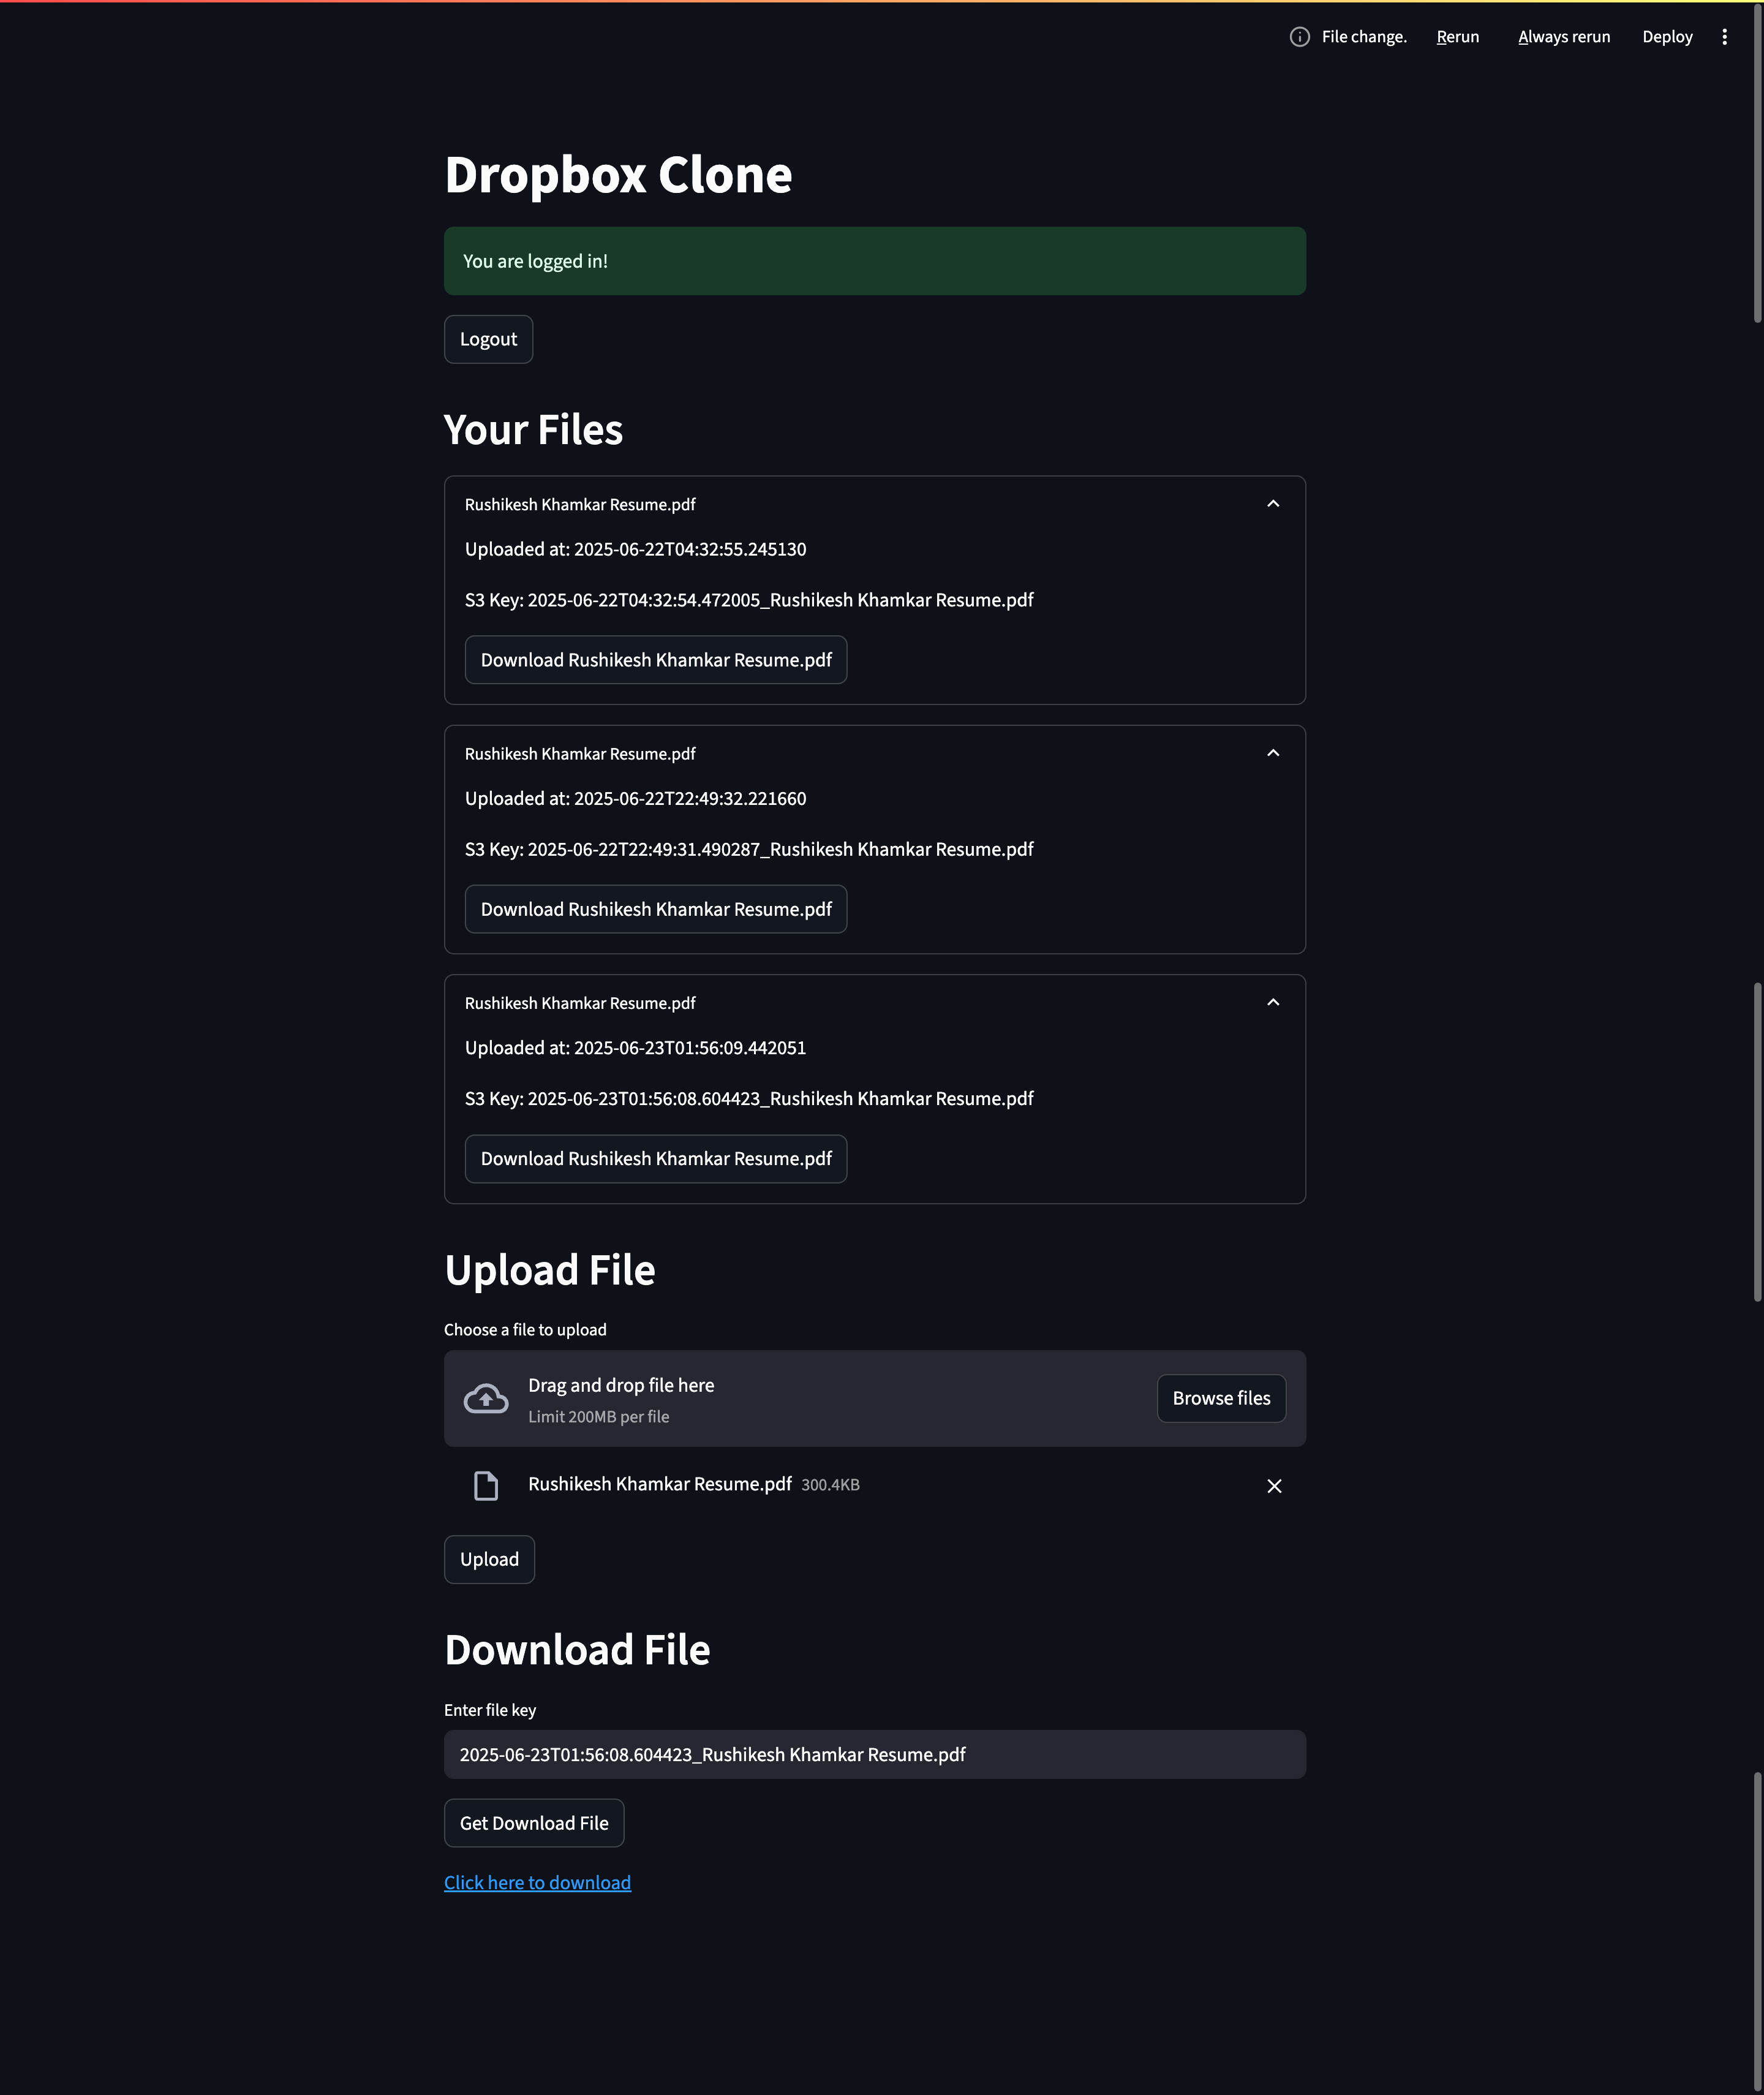 File change. Rerun Always rerun Deploy
Dropbox Clone
You are logged in!
Logout
Your Files
Rushikesh Khamkar Resume.pdf
Uploaded at: 2025-06-22T04:32:55.245130
S3 Key: 2025-06-22T04:32:54.472005_Rushikesh Khamkar Resume.pdf
Download Rushikesh Khamkar Resume.pdf
Rushikesh Khamkar Resume.pdf
Uploaded at: 2025-06-22T22:49:32.221660
S3 Key: 2025-06-22T22:49:31.490287_Rushikesh Khamkar Resume.pdf
Download Rushikesh Khamkar Resume.pdf
Rushikesh Khamkar Resume.pdf
Uploaded at: 2025-06-23T01:56:09.442051
S3 Key: 2025-06-23T01:56:08.604423_Rushikesh Khamkar Resume.pdf
Download Rushikesh Khamkar Resume.pdf
Upload File
Choose a file to upload
Drag and drop file here
Limit 200MB per file
Browse files
Rushikesh Khamkar Resume.pdf 300.4KB
Upload
Download File
Enter file key
2025-06-23T01:56:08.604423_Rushikesh Khamkar Resume.pdf
Get Download File
Click here to download